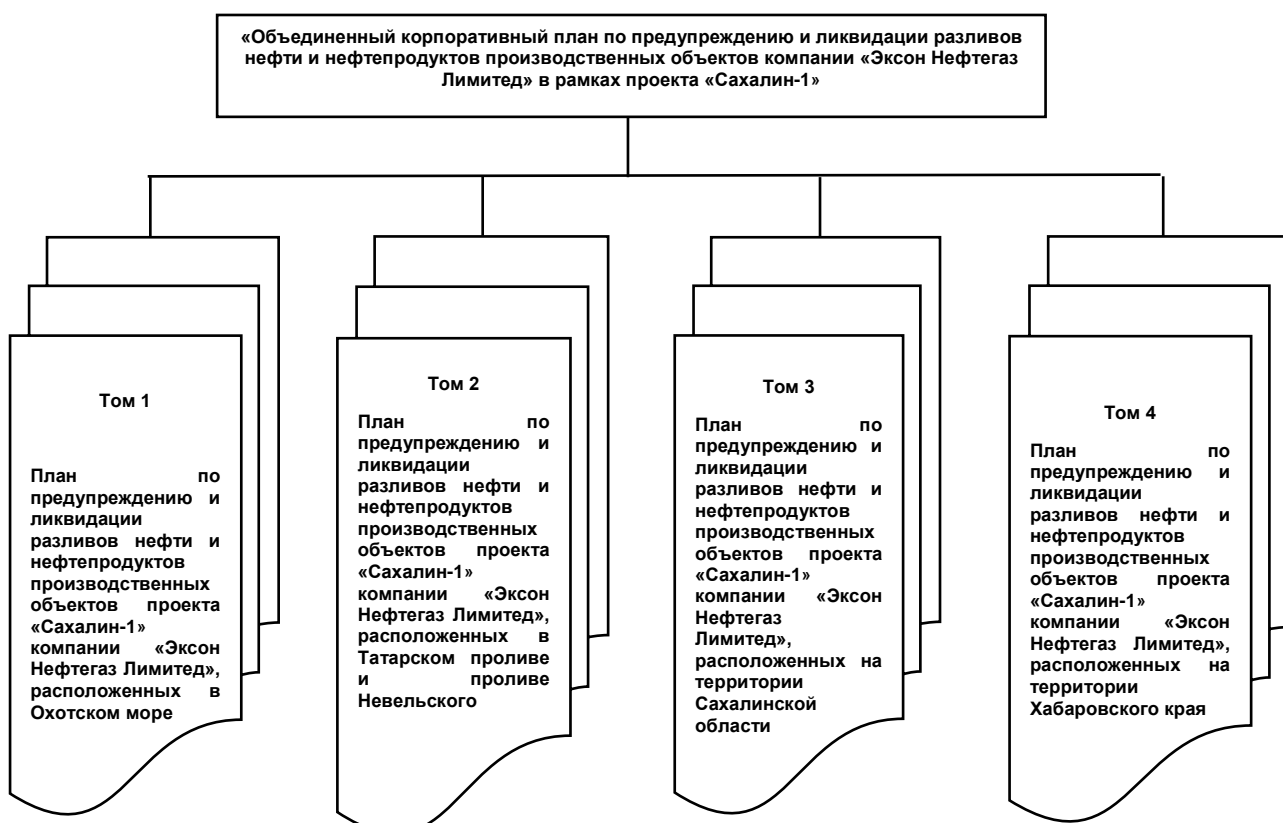 «Объединенный корпоративный план по предупреждению и ликвидации разливов
нефти и нефтепродуктов производственных объектов компании «Эксон Нефтегаз
Лимитед» в рамках проекта «Сахалин-1»
Том 1
План по
предупреждению и
ликвидации
разливов нефти и
нефтепродуктов
производственных
объектов проекта
«Сахалин-1»
компании «Эксон
Нефтегаз Лимитед»,
расположенных в
Охотском море
Том 2
План по
предупреждению и
ликвидации
разливов нефти и
нефтепродуктов
производственных
объектов проекта
«Сахалин-1»
компании «Эксон
Нефтегаз Лимитед»,
расположенных в
Татарском проливе
и проливе
Невельского
Том 3
План по
предупреждению и
ликвидации
разливов нефти и
нефтепродуктов
производственных
объектов проекта
«Сахалин-1»
компании «Эксон
Нефтегаз
Лимитед»,
расположенных на
территории
Сахалинской
области
Том 4
План по
предупреждению и
ликвидации
разливов нефти и
нефтепродуктов
производственных
объектов проекта
«Сахалин-1»
компании «Эксон
Нефтегаз Лимитед»,
расположенных на
территории
Хабаровского края